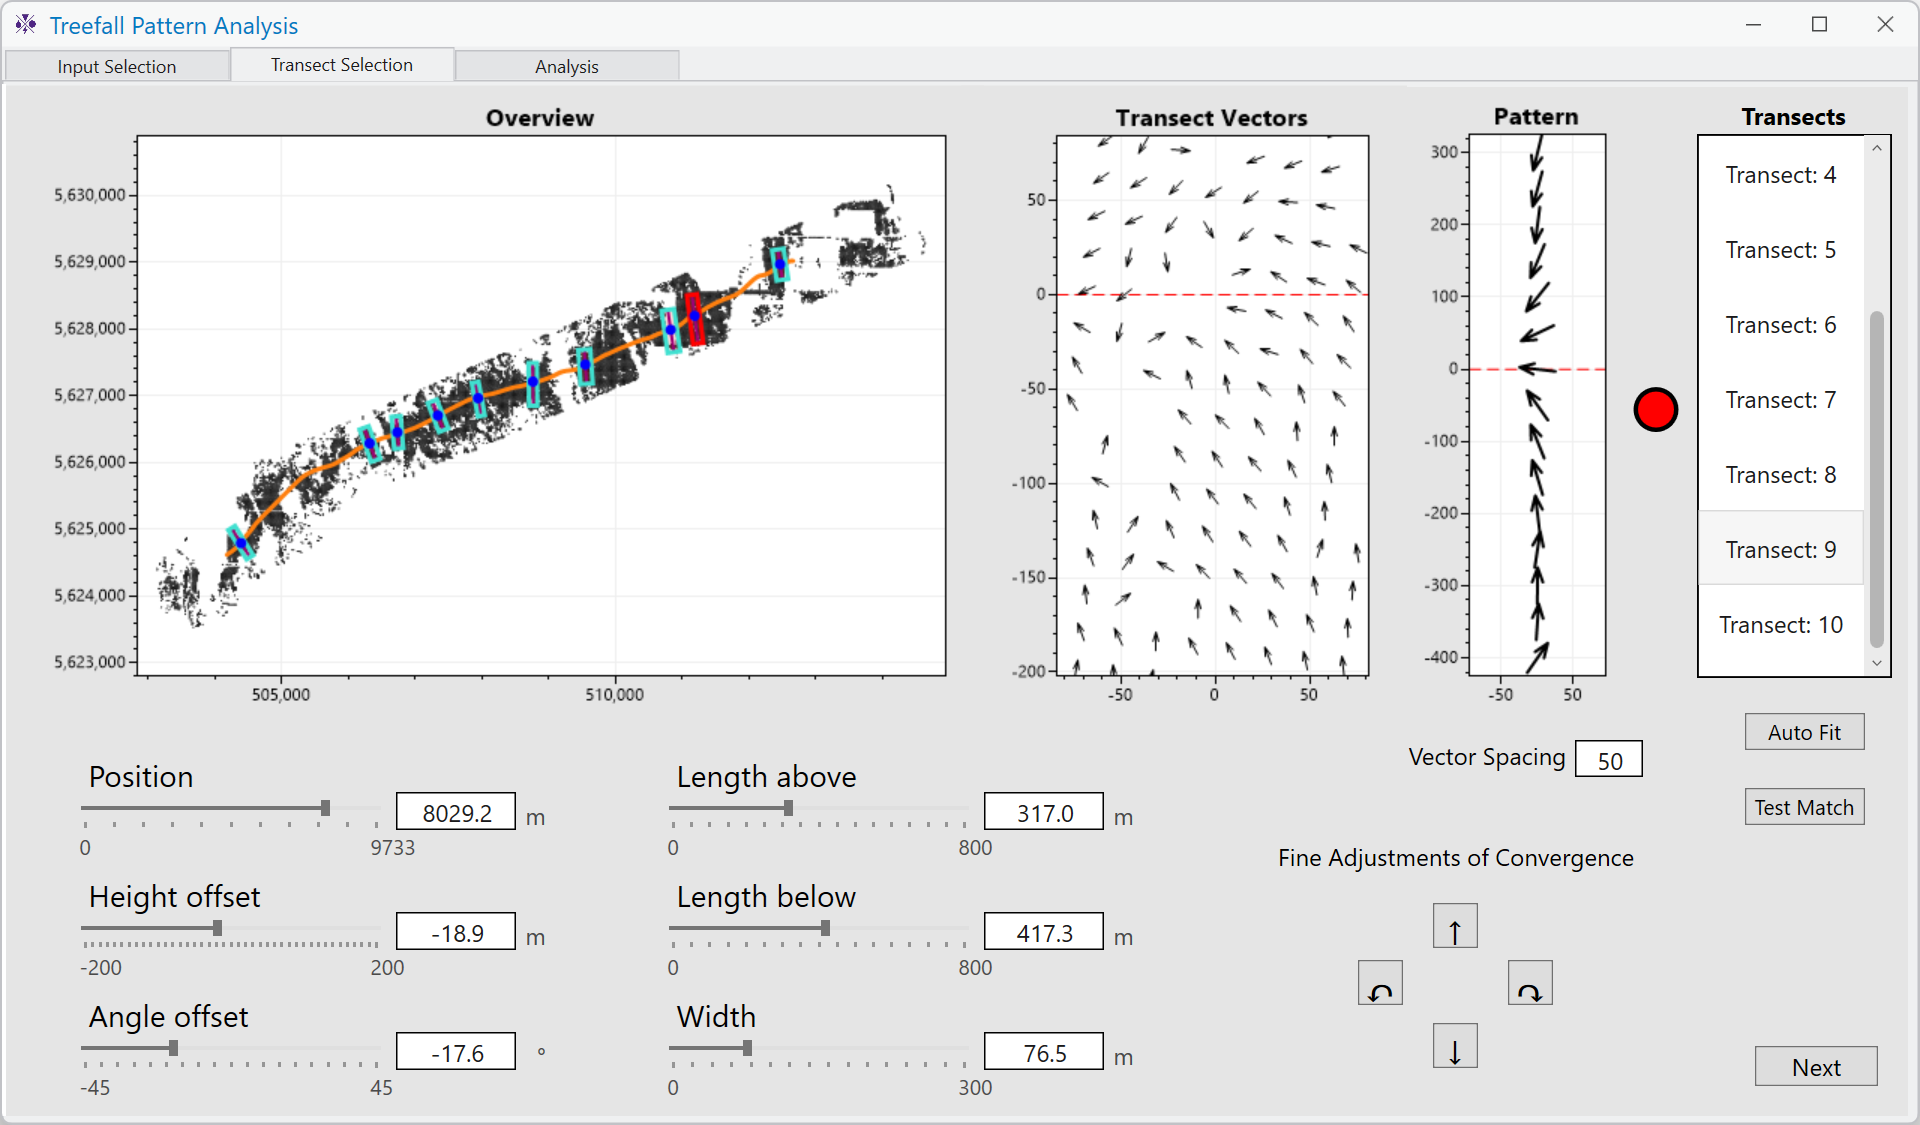 Treefall Pattern Analysis
Input Selection
Transect Selection
Analysis
Overview
5,630,000
5,629,000
5,628,000
5,627,000
5,626,000
5,625,000
5,624,000
5,623,000
505,000
510,000
Transect Vectors
50
0
-50
-100
-150
-200
-50
0
50
Pattern
300
200
100
0
-100
-200
-300
-400
-50
50
Transects
Transect: 4
Transect: 5
Transect: 6
Transect: 7
Transect: 8
Transect: 9
Transect: 10
Auto Fit
Test Match
Vector Spacing 50
Position
8029.2 m
0 9733
Height offset
-18.9 m
-200 200
Angle offset
-17.6 °
-45 45
Length above
317.0 m
0 800
Length below
417.3 m
0 800
Width
76.5 m
0 300
Fine Adjustments of Convergence
↑
↓
Next